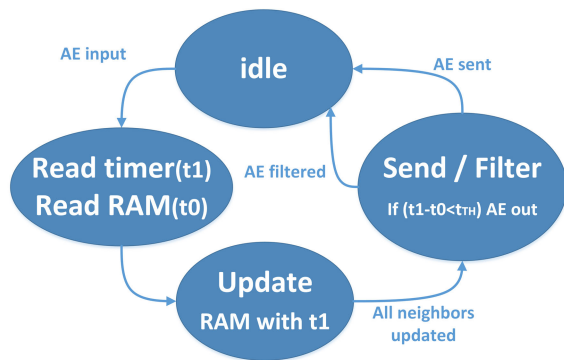 AE input
idle
AE sent
Read timer(t1)
Read RAM(t0)
AE filtered
Send / Filter
If (t1-t0<tTH) AE out
Update
RAM with t1
All neighbors
updated